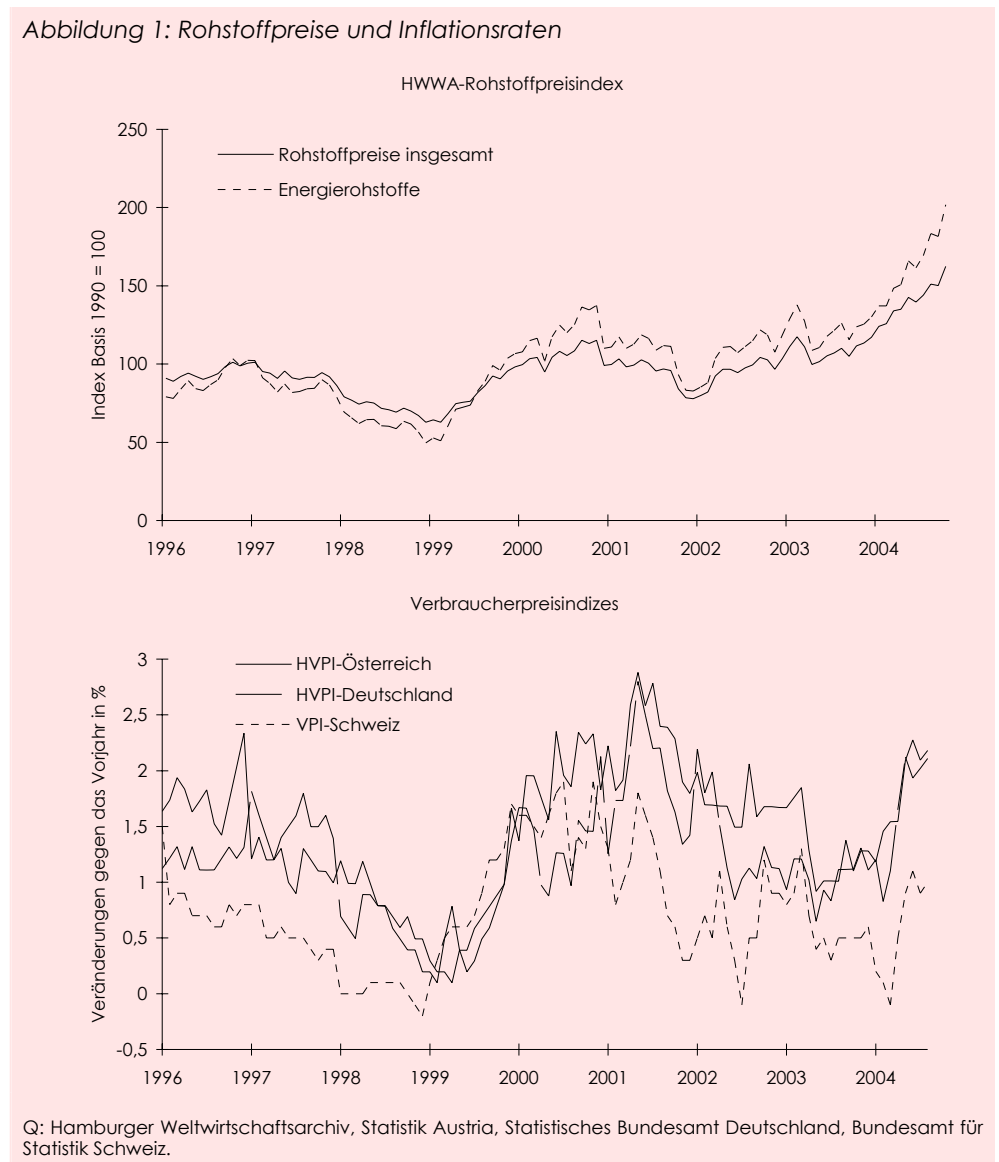 Abbildung 1: Rohstoffpreise und Inflationsraten
HWWA-Rohstoffpreisindex
250
200
150
100
50
0
Index Basis 1990 = 100
Rohstoffpreise insgesamt
Energierohstoffe
1996 1997 1998 1999 2000 2001 2002 2003 2004
Verbraucherpreisindizes
3
2,5
2
1,5
1
0,5
0
-0,5
Veränderungen gegen das Vorjahr in %
HVPI-Österreich
HVPI-Deutschland
VPI-Schweiz
1996 1997 1998 1999 2000 2001 2002 2003 2004
Q: Hamburger Weltwirtschaftsarchiv, Statistik Austria, Statistisches Bundesamt Deutschland, Bundesamt für
Statistik Schweiz.